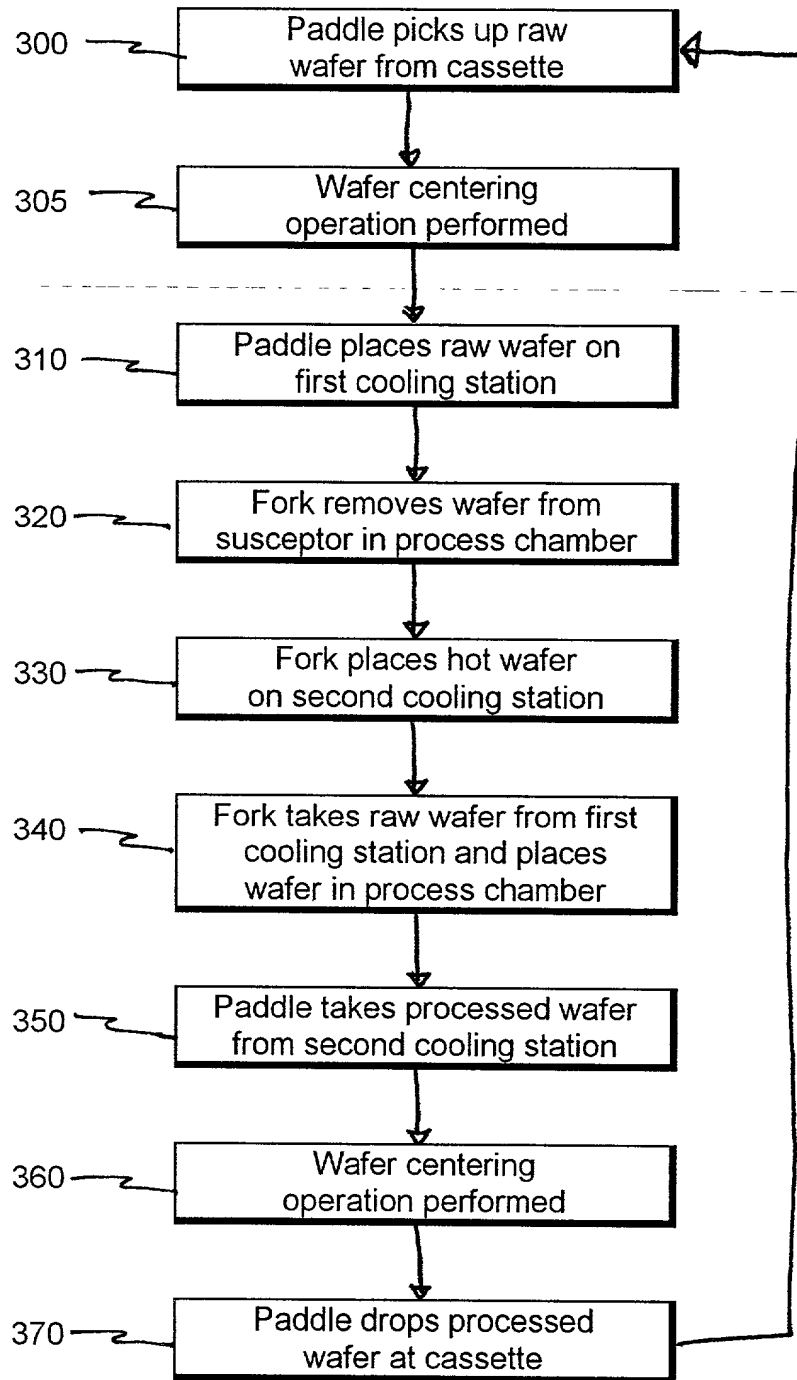 300
Paddle picks up raw
wafer from cassette
305
Wafer centering
operation performed
310
Paddle places raw wafer on
first cooling station
320
Fork removes wafer from
susceptor in process chamber
330
Fork places hot wafer
on second cooling station
340
Fork takes raw wafer from first
cooling station and places
wafer in process chamber
350
Paddle takes processed wafer
from second cooling station
360
Wafer centering
operation performed
370
Paddle drops processed
wafer at cassette